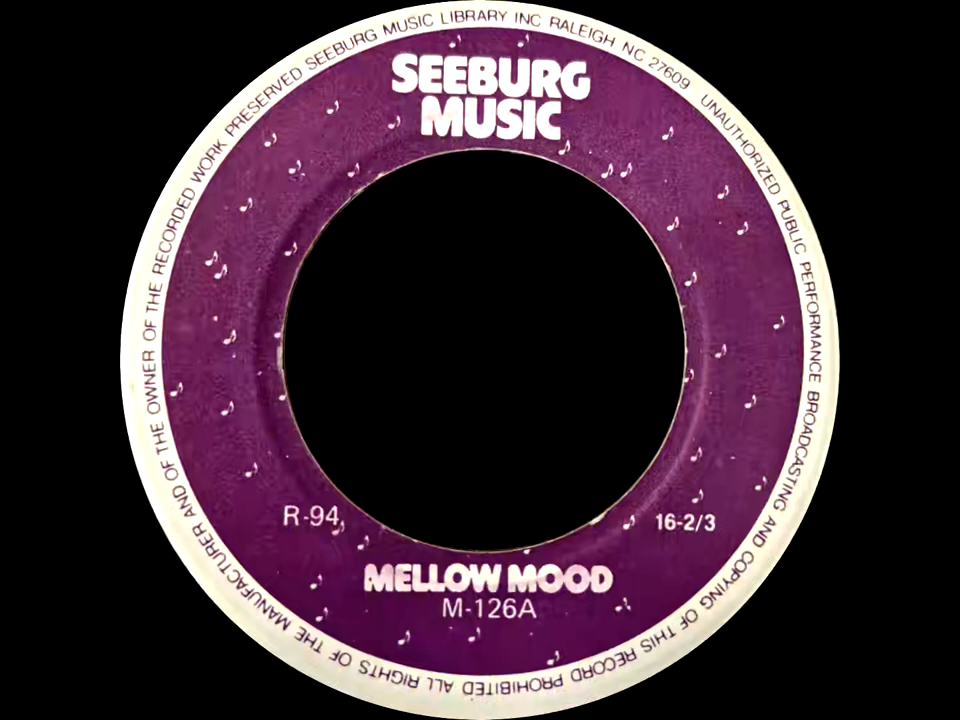 SEEBURG
MUSIC
R-94
16-2/3
MELLOW MOOD
M-126A
UNAUTHORIZED PUBLIC PERFORMANCE BROADCASTING AND COPYING OF THIS RECORD PROHIBITED ALL RIGHTS OF THE MANUFACTURER AND OF THE OWNER OF THE RECORDED WORK PRESERVED SEEBURG MUSIC LIBRARY INC RALEIGH NC 27609